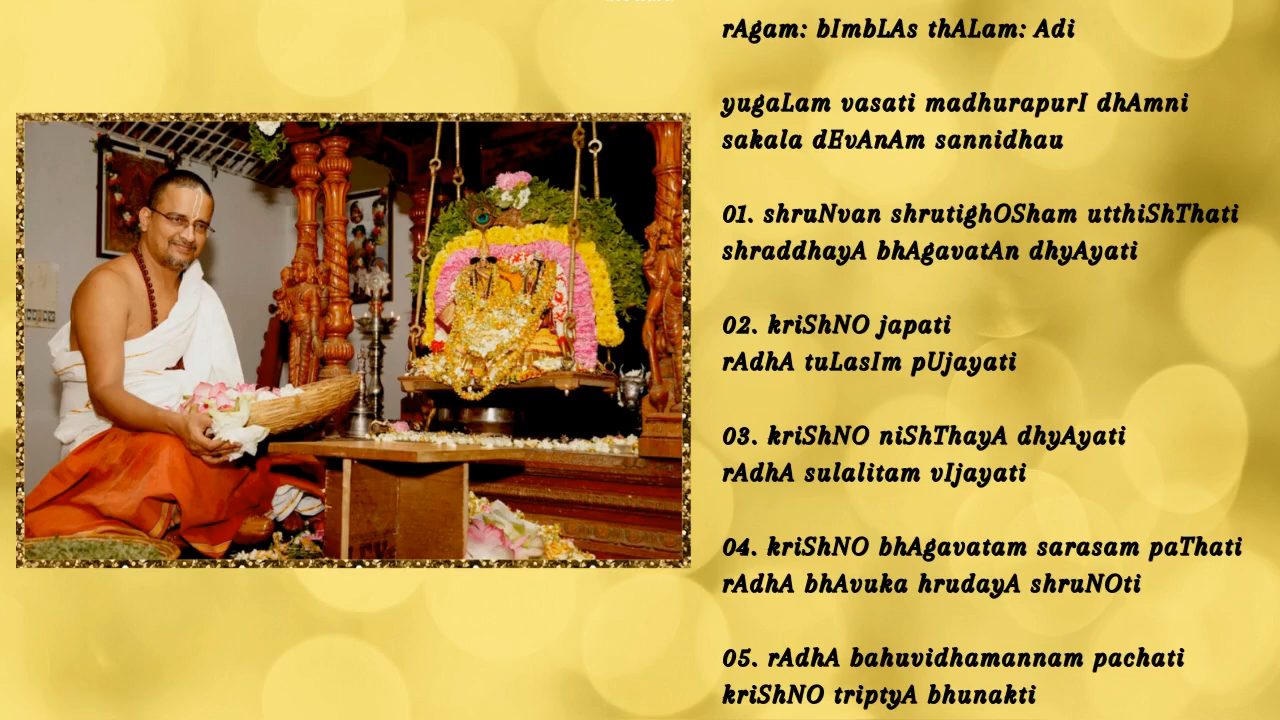 rAgam: bImbLAs thALam: Adi
yugaLam vasati madhurapurI dhAmni
sakala dEvAnAm sannidhau
01. shruNvan shrutighOSham utthiShThati
shraddhayA bhAgavatAn dhyAyati
02. kriShNO japati
rAdhA tuLasIm pUjayati
03. kriShNO niShThayA dhyAyati
rAdhA sulalitam vIjayati
04. kriShNO bhAgavatam sarasam paThati
rAdhA bhAvuka hrudayA shruNOti
05. rAdhA bahuvidhamannam pachati
kriShNO triptyA bhunakti